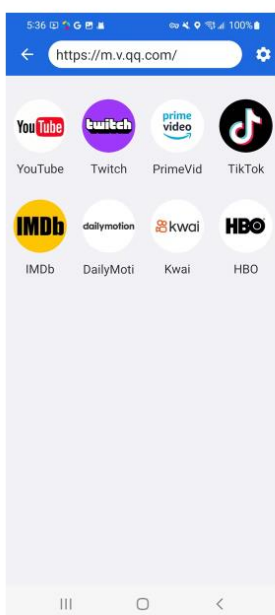 5:36 G 100%
https://m.v.qq.com/
YouTube twitch prime video
YouTube Twitch PrimeVid TikTok
IMDb dailymotion kwai HBO
IMDb DailyMoti Kwai HBO